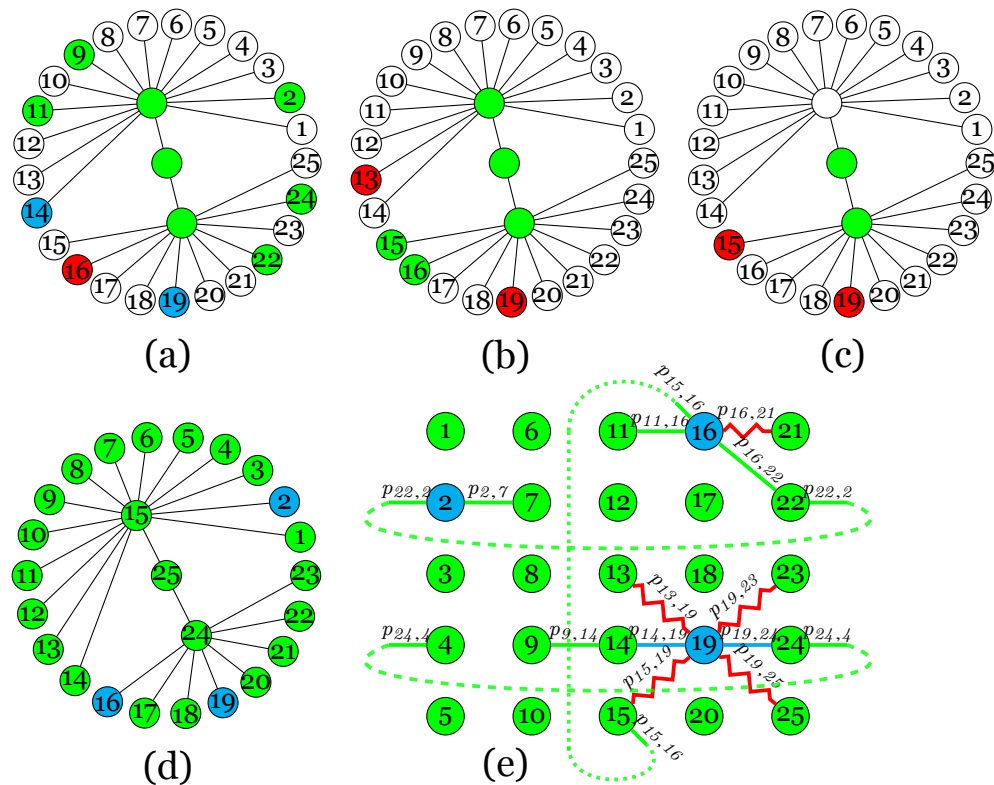 7 6 5
8 4
9 3
10 2
11 1
12 25
13 24
14 23
15 22
16 21
17 20
18 19
(a)
7 6 5
8 4
9 3
10 2
11 1
12 25
13 24
14 23
15 22
16 21
17 20
18 19
(b)
7 6 5
8 4
9 3
10 2
11 1
12 25
13 24
14 23
15 22
16 21
17 20
18 19
(c)
6 5
7 4
8 3
9 2
15
10 1
11 25 23
12 24 22
13 21
14 20
16 17 18 19
(d)
p15,16
p11,16 p16,21
1 6 11 16 21
p16,22
p22,2 p2,7 p22,2
2 7 12 17 22
3 8 13 18 23
p13,19 p19,23
p24,4 p9,14 p14,19 p19,24 p24,4
4 9 14 19 24
p15,19 p19,25
5 10 15 20 25
p15,16
(e)